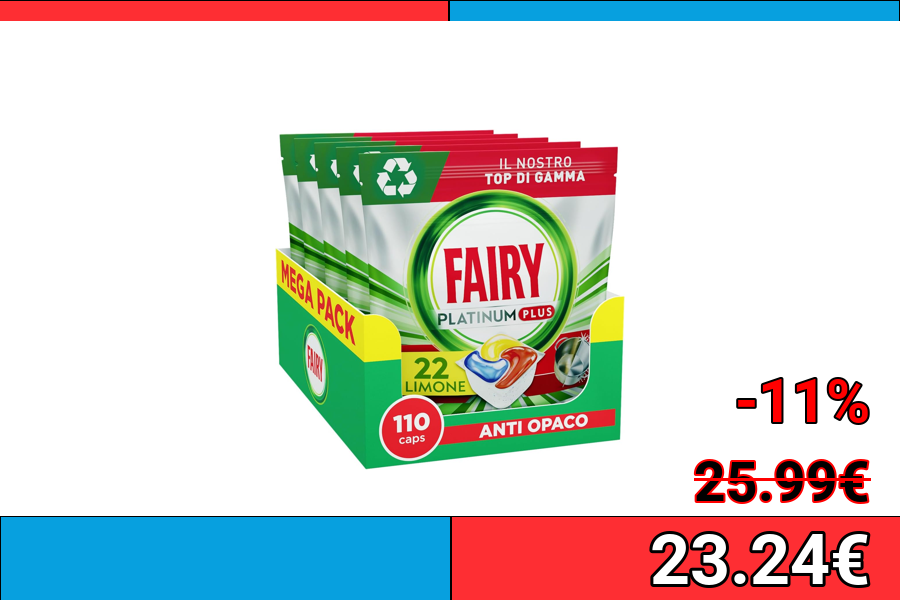 IL NOSTRO
TOP DI GAMMA
FAIRY
PLATINUM PLUS
MEGA PACK
FAIRY
22
LIMONE
110
caps
ANTI OPACO
-11%
25.99€
23.24€